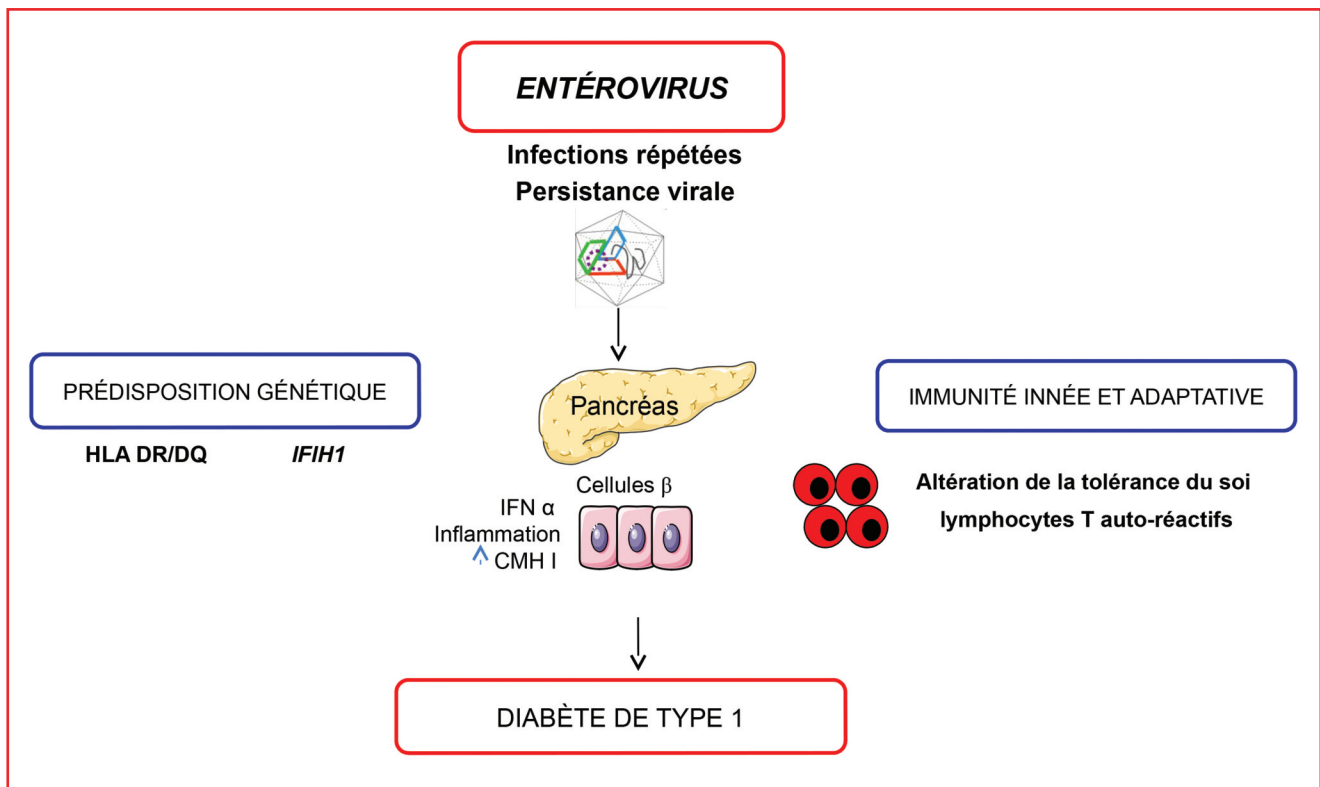 ENTÉROVIRUS
Infections répétées
Persistance virale
PRÉDISPOSITION GÉNÉTIQUE
HLA DR/DQ IFIH1
Pancréas
Cellules β
IFN α
Inflammation
CMH I
IMMUNITÉ INNÉE ET ADAPTATIVE
Altération de la tolérance du soi
lymphocytes T auto-réactifs
DIABÈTE DE TYPE 1